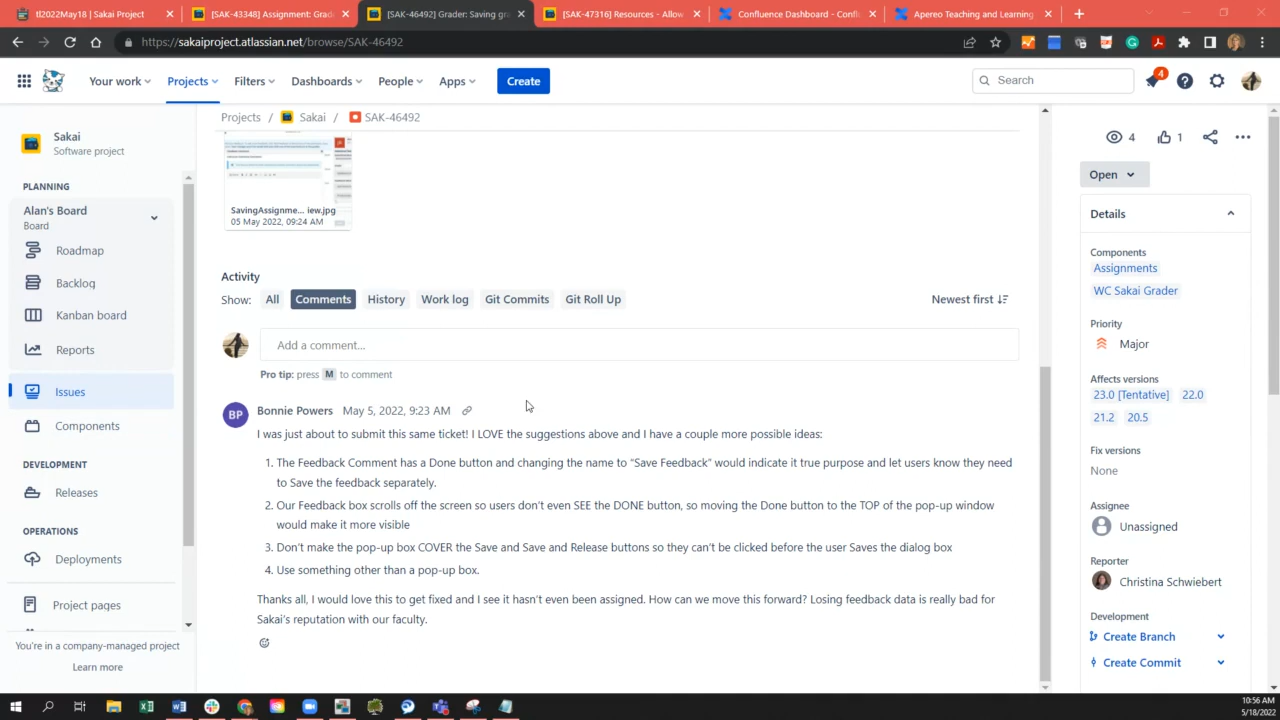 tl2022May18 | Sakai Project
[SAK-43348] Assignment: Grad
[SAK-46492] Grader: Saving gra
[SAK-47316] Resources - Allow
Confluence Dashboard - Confl
Apereo Teaching and Learning
https://sakaiproject.atlassian.net/browse/SAK-46492
Your work
Projects
Filters
Dashboards
People
Apps
Create
Search
4
Sakai
Software project
PLANNING
Alan's Board
Board
Roadmap
Backlog
Kanban board
Reports
Issues
Components
DEVELOPMENT
Releases
OPERATIONS
Deployments
Project pages
You're in a company-managed project
Learn more
Projects / Sakai / SAK-46492
SavingAssignme... iew.jpg
05 May 2022, 09:24 AM
Activity
Show: All Comments History Work log Git Commits Git Roll Up Newest first
Add a comment...
Pro tip: press M to comment
BP
Bonnie Powers May 5, 2022, 9:23 AM
I was just about to submit this same ticket! I LOVE the suggestions above and I have a couple more possible ideas:
1. The Feedback Comment has a Done button and changing the name to "Save Feedback" would indicate it true purpose and let users know they need
to Save the feedback separately.
2. Our Feedback box scrolls off the screen so users don't even SEE the DONE button, so moving the Done button to the TOP of the pop-up window
would make it more visible
3. Don't make the pop-up box COVER the Save and Save and Release buttons so they can't be clicked before the user Saves the dialog box
4. Use something other than a pop-up box.
Thanks all, I would love this to get fixed and I see it hasn't even been assigned. How can we move this forward? Losing feedback data is really bad for
Sakai's reputation with our faculty.
4
1
Open
Details
Components
Assignments
WC Sakai Grader
Priority
Major
Affects versions
23.0 [Tentative] 22.0
21.2 20.5
Fix versions
None
Assignee
Unassigned
Reporter
Christina Schwiebert
Development
Create Branch
Create Commit
10:56 AM
5/18/2022